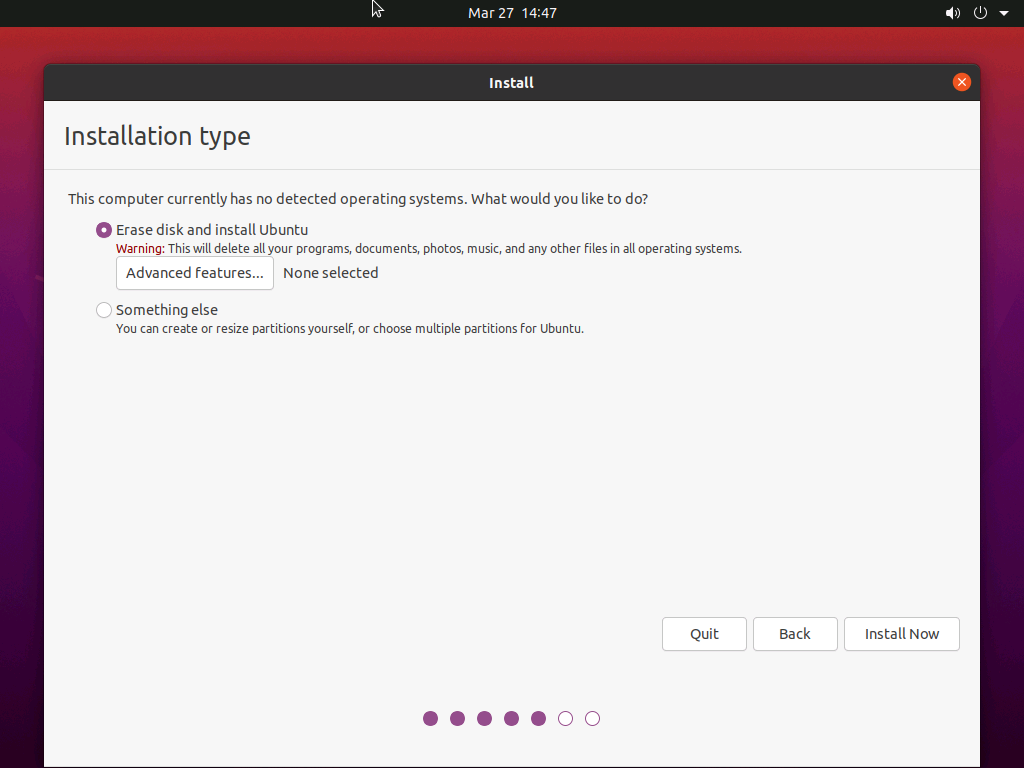 Mar 27 14:47
Install
Installation type
This computer currently has no detected operating systems. What would you like to do?
Erase disk and install Ubuntu
Warning: This will delete all your programs, documents, photos, music, and any other files in all operating systems.
Advanced features... None selected
Something else
You can create or resize partitions yourself, or choose multiple partitions for Ubuntu.
Quit Back Install Now